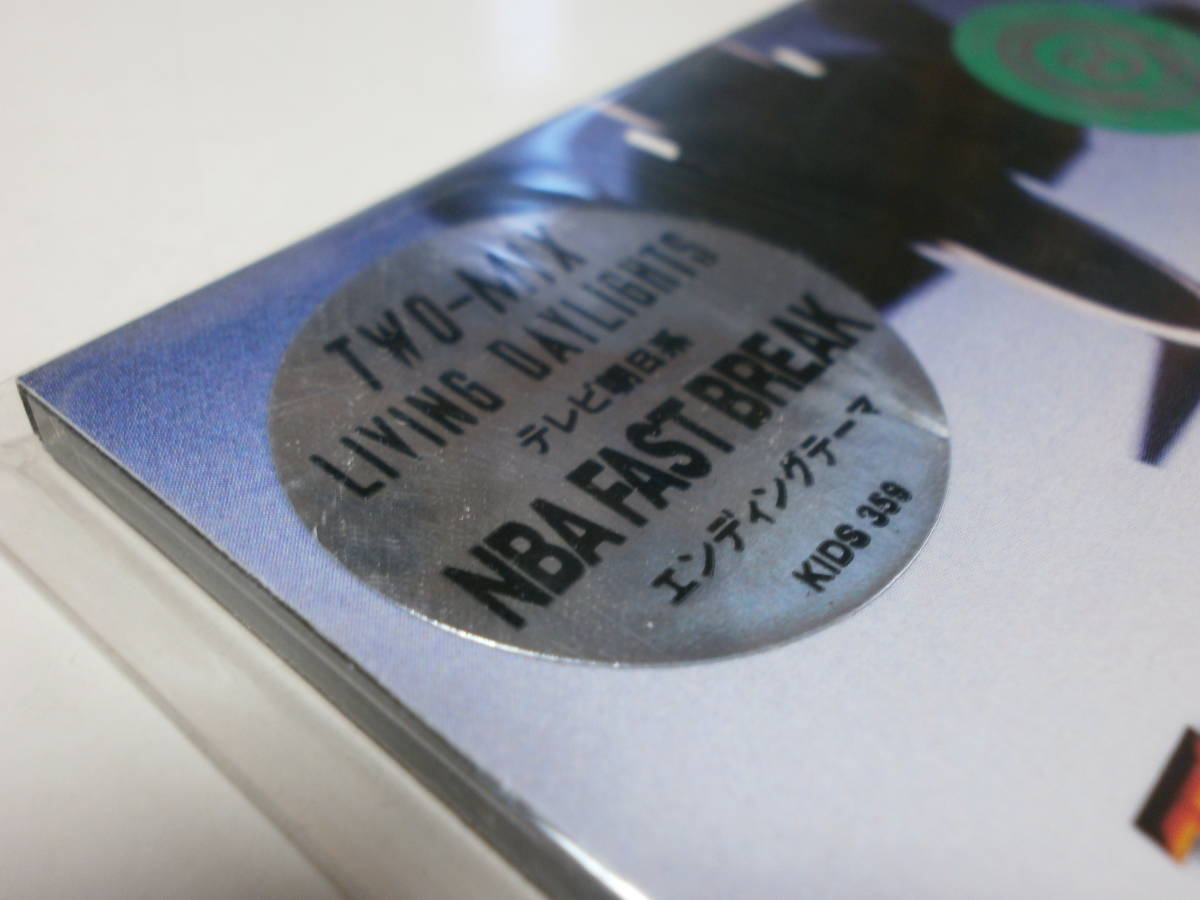 TWO-MIX
LIVING DAYLIGHTS
テレビ朝日系
NBA FAST BREAK
エンディングテーマ
KIDS 359